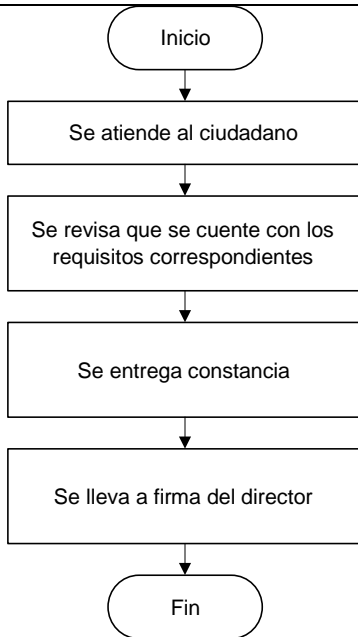 Inicio
Se atiende al ciudadano
Se revisa que se cuente con los
requisitos correspondientes
Se entrega constancia
Se lleva a firma del director
Fin